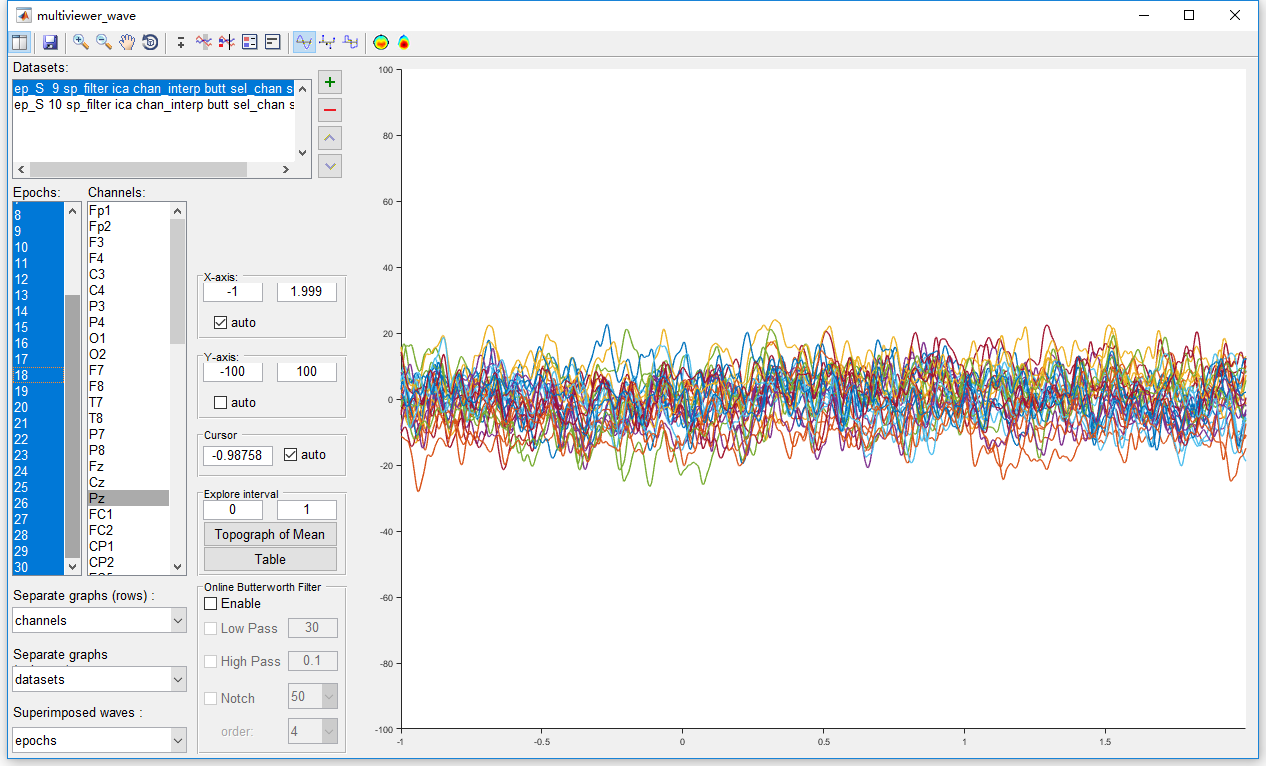 multiviewer_wave
Datasets:
ep_S 9 sp_filter ica chan_interp butt sel_chan s
ep_S 10 sp_filter ica chan_interp butt sel_chan s
Epochs:
8
9
10
11
12
13
14
15
16
17
18
19
20
21
22
23
24
25
26
27
28
29
30
Channels:
Fp1
Fp2
F3
F4
C3
C4
P3
P4
O1
O2
F7
F8
T7
T8
P7
P8
Fz
Cz
Pz
FC1
FC2
CP1
CP2
X-axis:
-1 1.999
auto
Y-axis:
-100 100
auto
Cursor
-0.98758 auto
Explore interval
0 1
Topograph of Mean
Table
Online Butterworth Filter
Enable
Low Pass 30
High Pass 0.1
Notch 50
order: 4
Separate graphs (rows) :
channels
Separate graphs
datasets
Superimposed waves :
epochs
100
80
60
40
20
0
-20
-40
-60
-80
-100
-1 -0.5 0 0.5 1 1.5